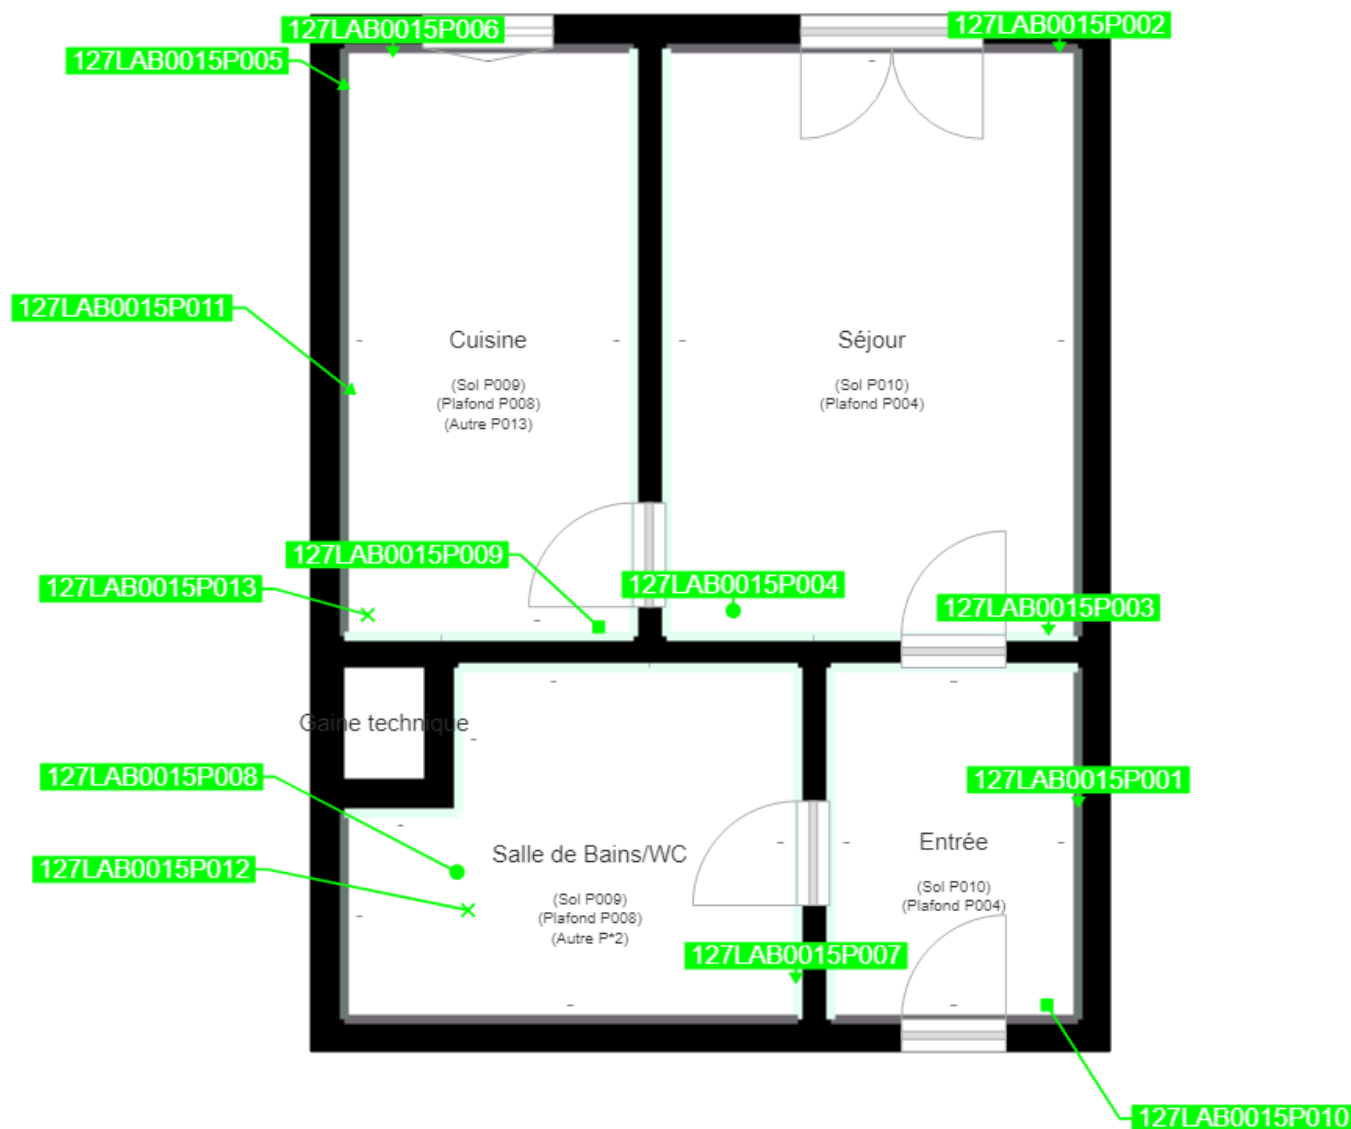 127LAB0015P006
127LAB0015P002
127LAB0015P005
127LAB0015P011
Cuisine
(Sol P009)
(Plafond P008)
(Autre P013)
Séjour
(Sol P010)
(Plafond P004)
127LAB0015P009
127LAB0015P013
127LAB0015P004
127LAB0015P003
Gaine technique
127LAB0015P008
127LAB0015P001
127LAB0015P012
Salle de Bains/WC
(Sol P009)
(Plafond P008)
(Autre P*2)
Entrée
(Sol P010)
(Plafond P004)
127LAB0015P007
127LAB0015P010